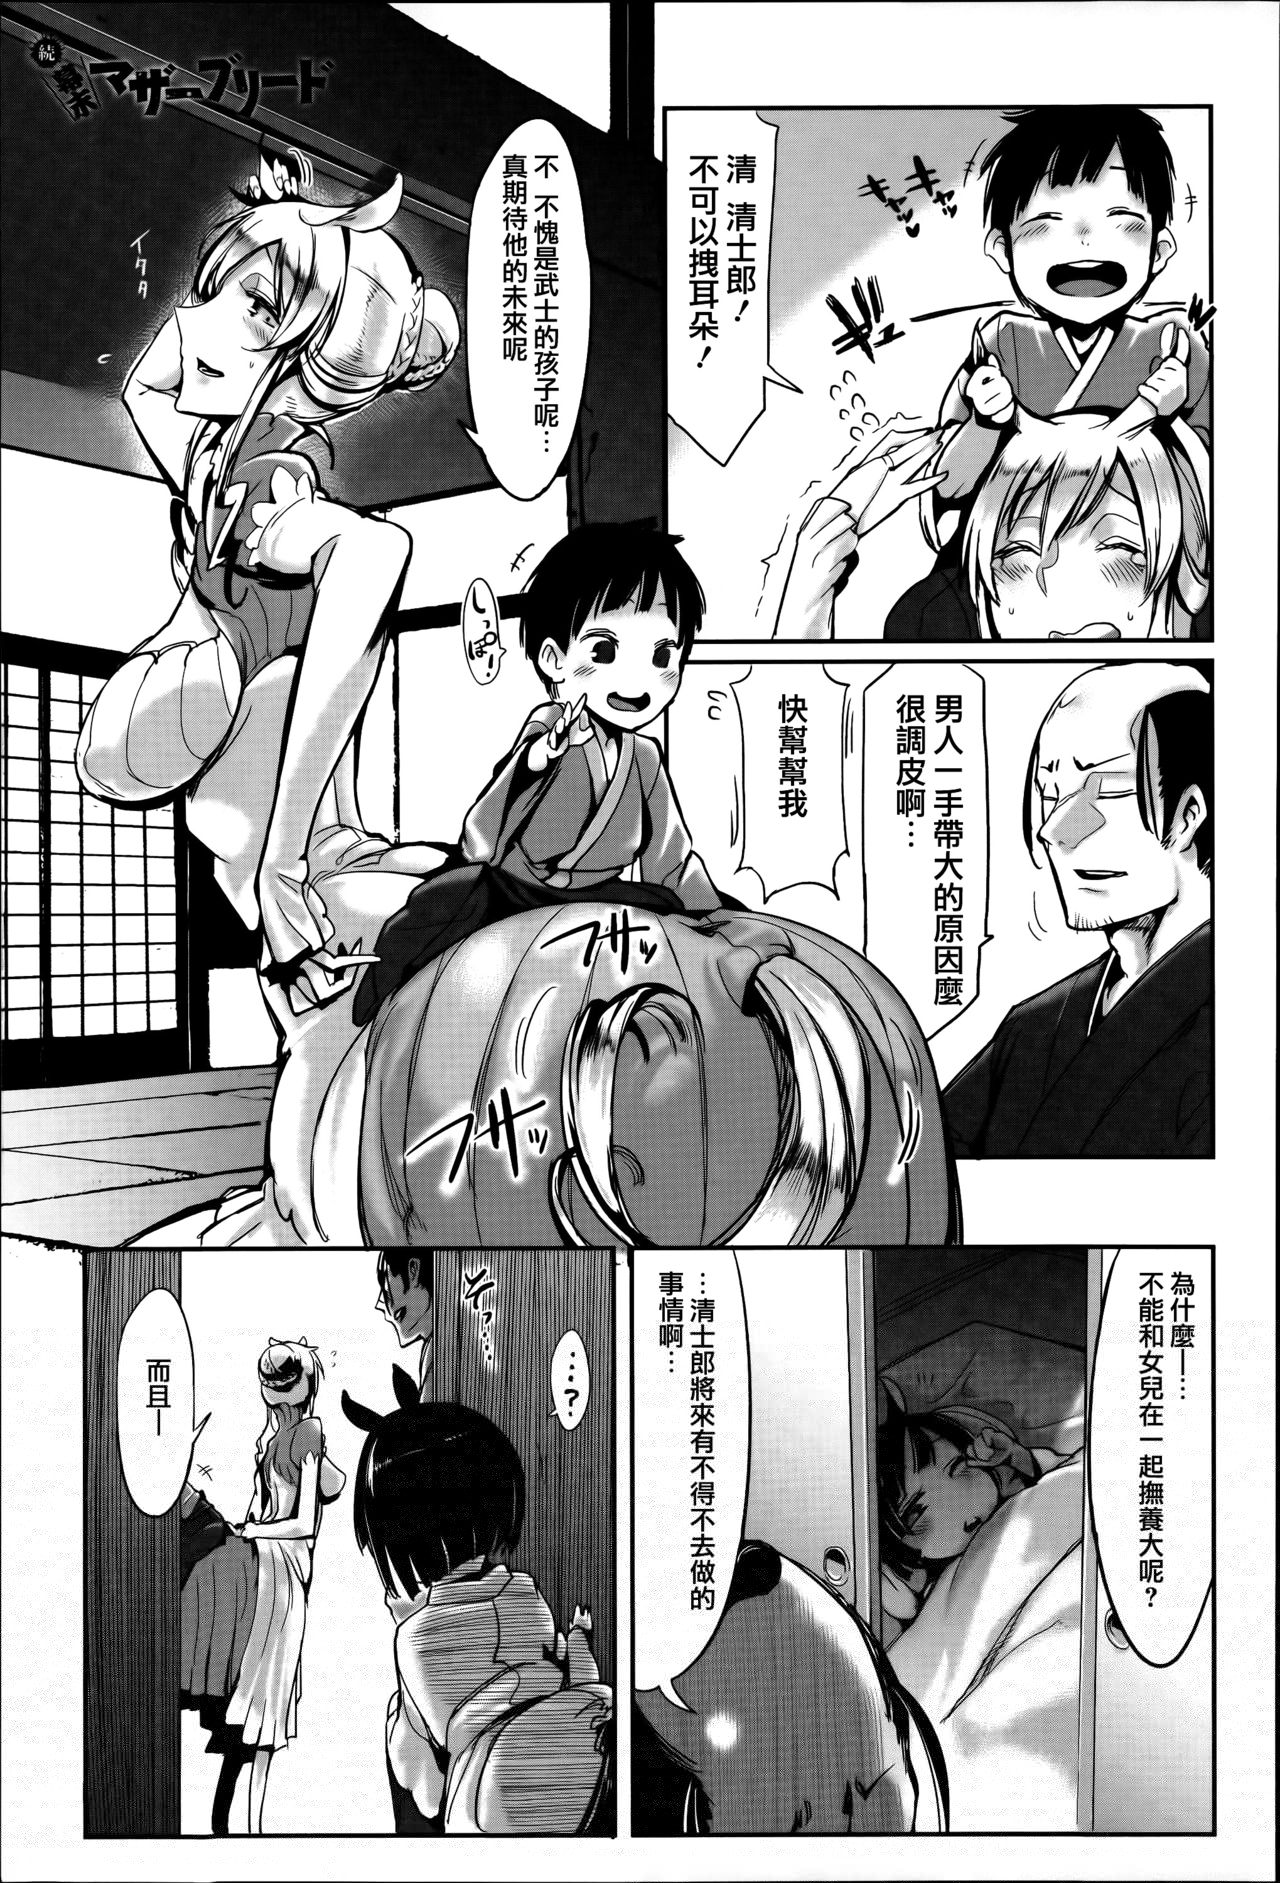 続
幕末
マザーブリード
清 清士郎！
不可以拽耳朵！
キャッ
キャッ
ギュー
男人一手帶大的原因麼
很調皮啊…
快幫幫我
不 不愧是武士的孩子呢…
真期待他的未來呢
イタタ
しっぽ！
フサッ
フサッ
為什麼—…
不能和女兒在一起撫養大呢？
…清士郎將來有不得不去做的
事情啊…
…？
そっ…
而且—